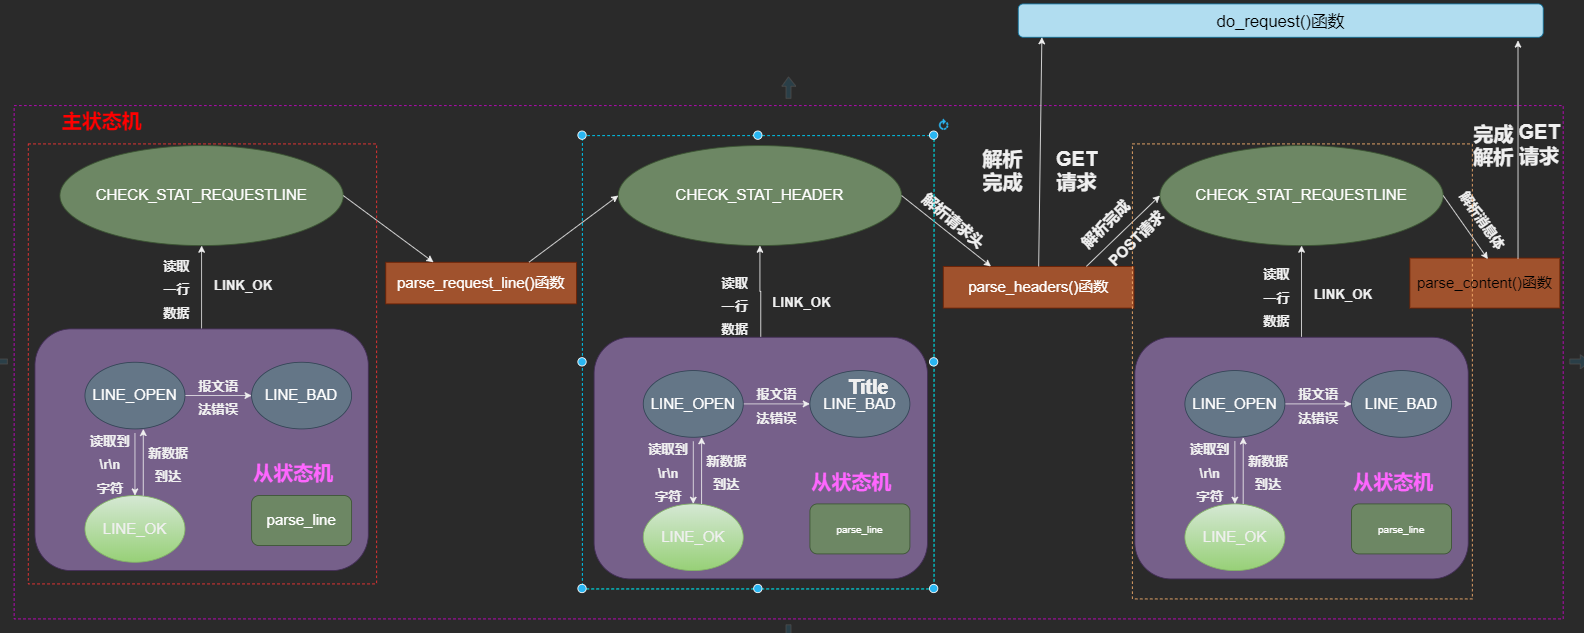 do_request()函数
主状态机
CHECK_STAT_REQUESTLINE
读取
一行
数据
LINK_OK
LINE_OPEN
报文语
法错误
LINE_BAD
读取到
\r\n
字符
新数据
到达
LINE_OK
从状态机
parse_line
parse_request_line()函数
CHECK_STAT_HEADER
读取
一行
数据
LINK_OK
LINE_OPEN
报文语
法错误
Title
LINE_BAD
读取到
\r\n
字符
新数据
到达
LINE_OK
从状态机
parse_line
解析请求头
parse_headers()函数
解析
完成
GET
请求
解析完成
POST请求
CHECK_STAT_REQUESTLINE
读取
一行
数据
LINK_OK
LINE_OPEN
报文语
法错误
LINE_BAD
读取到
\r\n
字符
新数据
到达
LINE_OK
从状态机
parse_line
解析消息体
parse_content()函数
完成
解析
GET
请求